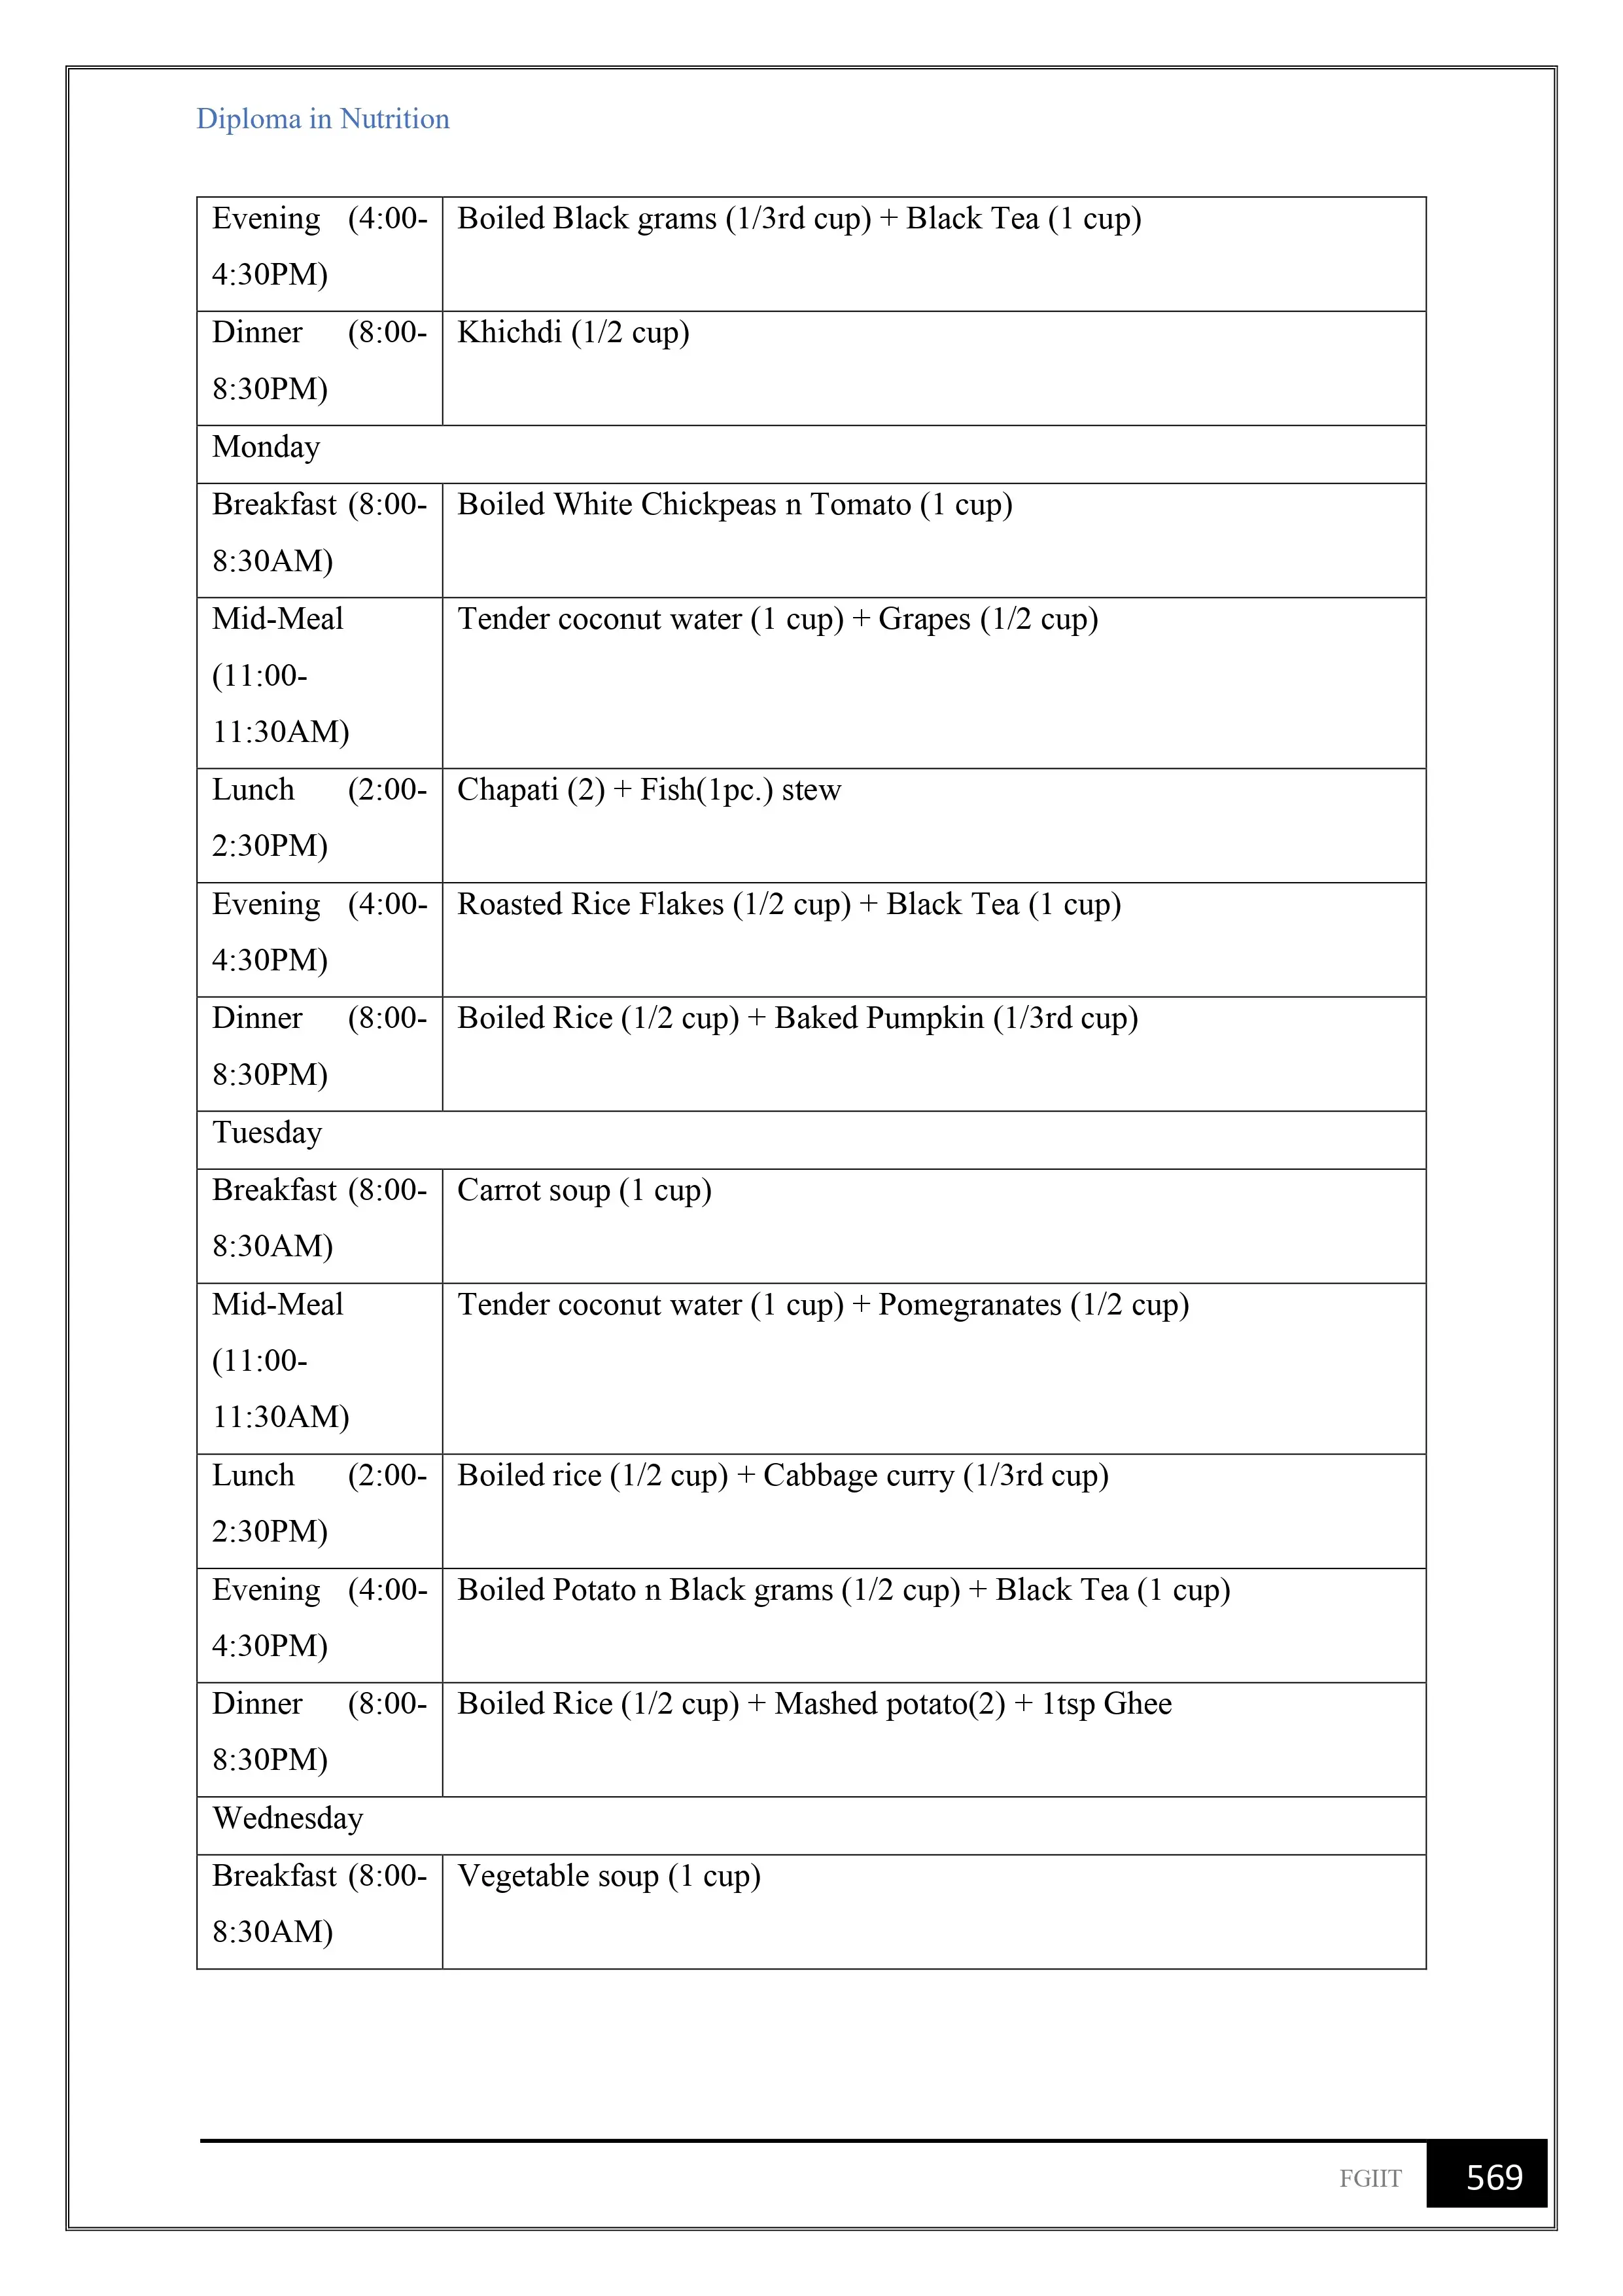 Diploma in Nutrition
Evening (4:00-
4:30PM)
Boiled Black grams (1/3rd cup) + Black Tea (1 cup)
Dinner (8:00-
8:30PM)
Khichdi (1/2 cup)
Monday
Breakfast (8:00-
8:30AM)
Boiled White Chickpeas n Tomato (1 cup)
Mid-Meal
(11:00-
11:30AM)
Tender coconut water (1 cup) + Grapes (1/2 cup)
Lunch (2:00-
2:30PM)
Chapati (2) + Fish(1pc.) stew
Evening (4:00-
4:30PM)
Roasted Rice Flakes (1/2 cup) + Black Tea (1 cup)
Dinner (8:00-
8:30PM)
Boiled Rice (1/2 cup) + Baked Pumpkin (1/3rd cup)
Tuesday
Breakfast (8:00-
8:30AM)
Carrot soup (1 cup)
Mid-Meal
(11:00-
11:30AM)
Tender coconut water (1 cup) + Pomegranates (1/2 cup)
Lunch (2:00-
2:30PM)
Boiled rice (1/2 cup) + Cabbage curry (1/3rd cup)
Evening (4:00-
4:30PM)
Boiled Potato n Black grams (1/2 cup) + Black Tea (1 cup)
Dinner (8:00-
8:30PM)
Boiled Rice (1/2 cup) + Mashed potato(2) + 1tsp Ghee
Wednesday
Breakfast (8:00-
8:30AM)
Vegetable soup (1 cup)
FGIIT 569